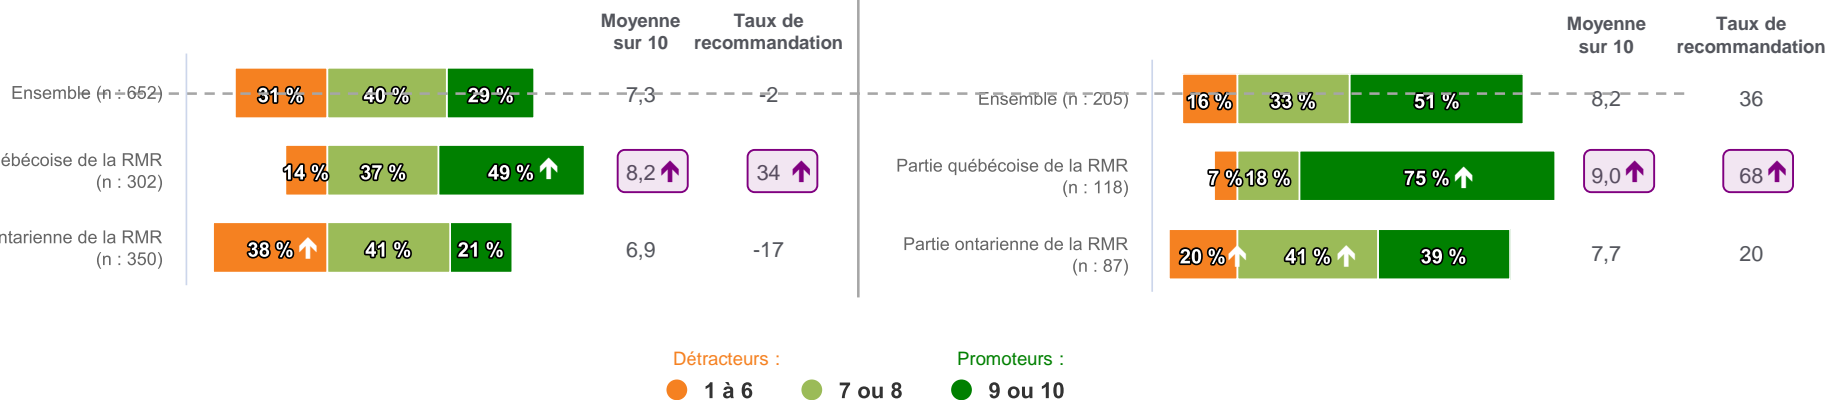 Moyenne sur 10
Taux de recommandation
Ensemble (n : 652)
31 %
40 %
29 %
7,3
-2
ébécoise de la RMR
(n : 302)
14 %
37 %
49 %
8,2
34
ntarienne de la RMR
(n : 350)
38 %
41 %
21 %
6,9
-17
Moyenne sur 10
Taux de recommandation
Ensemble (n : 205)
16 %
33 %
51 %
8,2
36
Partie québécoise de la RMR
(n : 118)
7 %
18 %
75 %
9,0
68
Partie ontarienne de la RMR
(n : 87)
20 %
41 %
39 %
7,7
20
Détracteurs :
Promoteurs :
1 à 6
7 ou 8
9 ou 10